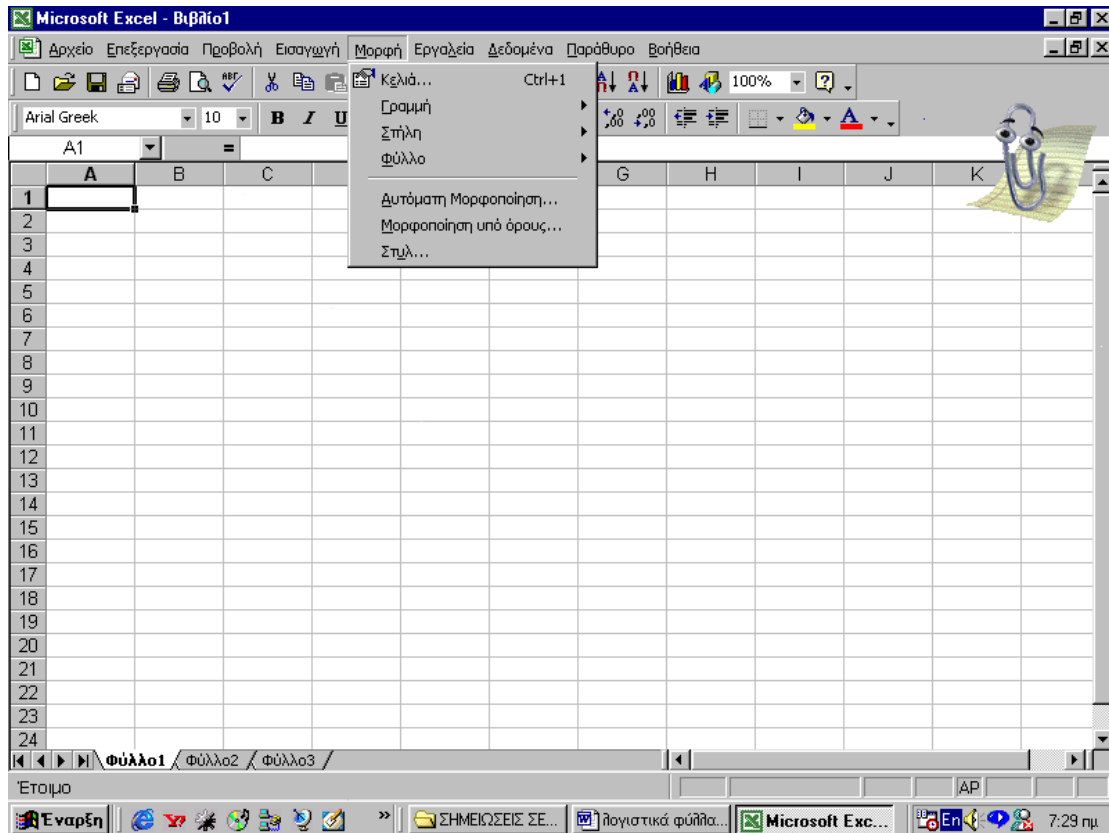 Microsoft Excel - Βιβλίο1
Αρχείο Επεξεργασία Προβολή Εισαγωγή Μορφή Εργαλεία Δεδομένα Παράθυρο Βοήθεια
100%
Arial Greek 10 B I U
A1 =
Κελιά... Ctrl+1
Γραμμή
Στήλη
Φύλλο
Αυτόματη Μορφοποίηση...
Μορφοποίηση υπό όρους...
Στυλ...
A B C G H I J K
1
2
3
4
5
6
7
8
9
10
11
12
13
14
15
16
17
18
19
20
21
22
23
24
Φύλλο1 Φύλλο2 Φύλλο3
Έτοιμο AP
Έναρξη » ΣΗΜΕΙΩΣΕΙΣ ΣΕ... λογιστικά φύλλα... Microsoft Exc... En 7:29 πμ